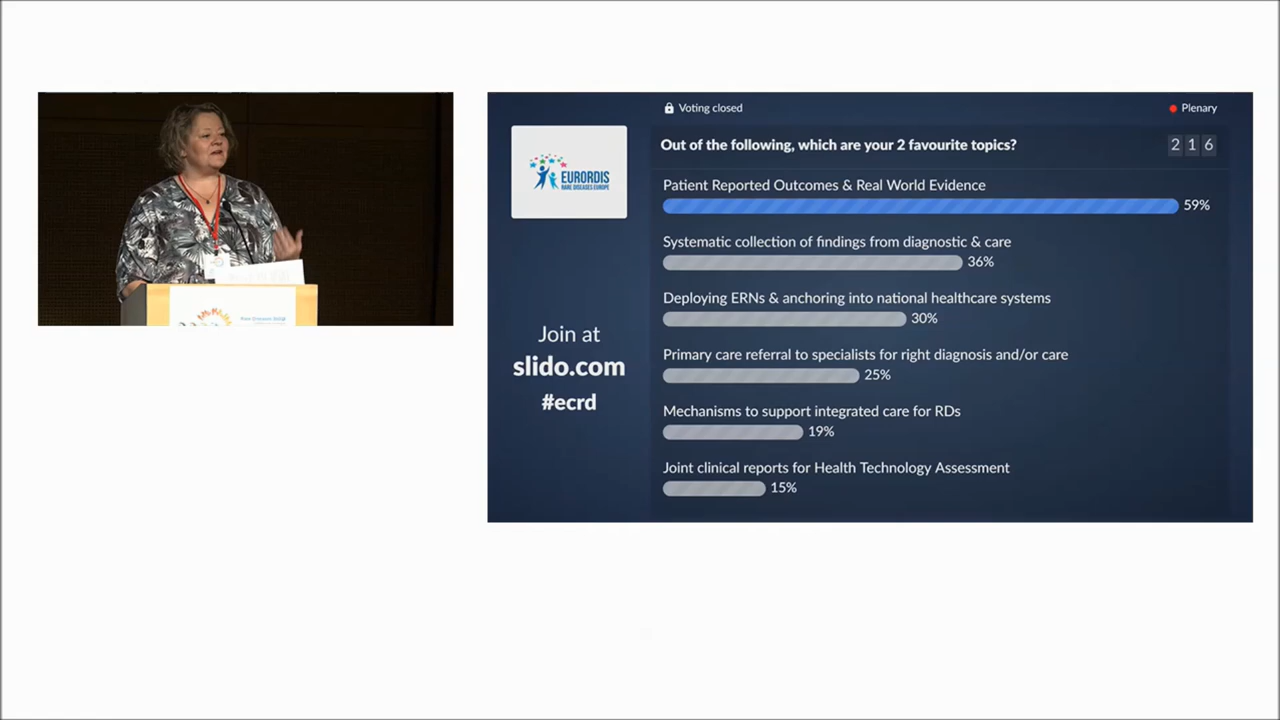 Voting closed
Plenary
Out of the following, which are your 2 favourite topics?
2 1 6
EURORDIS
RARE DISEASES EUROPE
Patient Reported Outcomes & Real World Evidence
59%
Systematic collection of findings from diagnostic & care
36%
Deploying ERNs & anchoring into national healthcare systems
30%
Primary care referral to specialists for right diagnosis and/or care
25%
Mechanisms to support integrated care for RDs
19%
Joint clinical reports for Health Technology Assessment
15%
Join at
slido.com
#ecrd